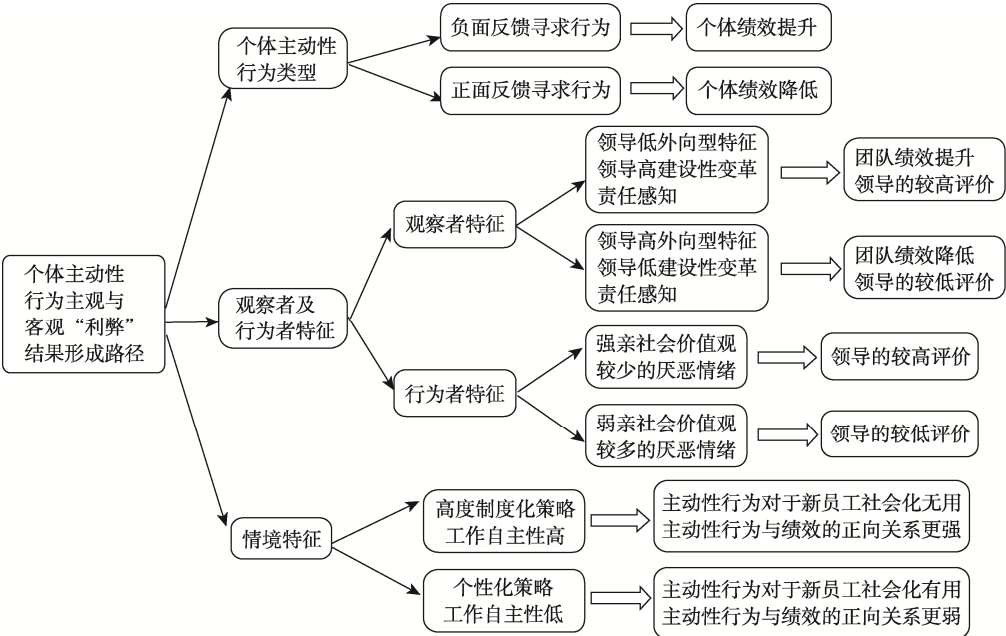 个体主动性
行为主观与
客观“利弊”
结果形成路径
个体主动性
行为类型
负面反馈寻求行为
个体绩效提升
正面反馈寻求行为
个体绩效降低
观察者及
行为者特征
观察者特征
领导低外向型特征
领导高建设性变革
责任感知
团队绩效提升
领导的较高评价
领导高外向型特征
领导低建设性变革
责任感知
团队绩效降低
领导的较低评价
行为者特征
强亲社会价值观
较少的厌恶情绪
领导的较高评价
弱亲社会价值观
较多的厌恶情绪
领导的较低评价
情境特征
高度制度化策略
工作自主性高
主动性行为对于新员工社会化无用
主动性行为与绩效的正向关系更强
个性化策略
工作自主性低
主动性行为对于新员工社会化有用
主动性行为与绩效的正向关系更弱